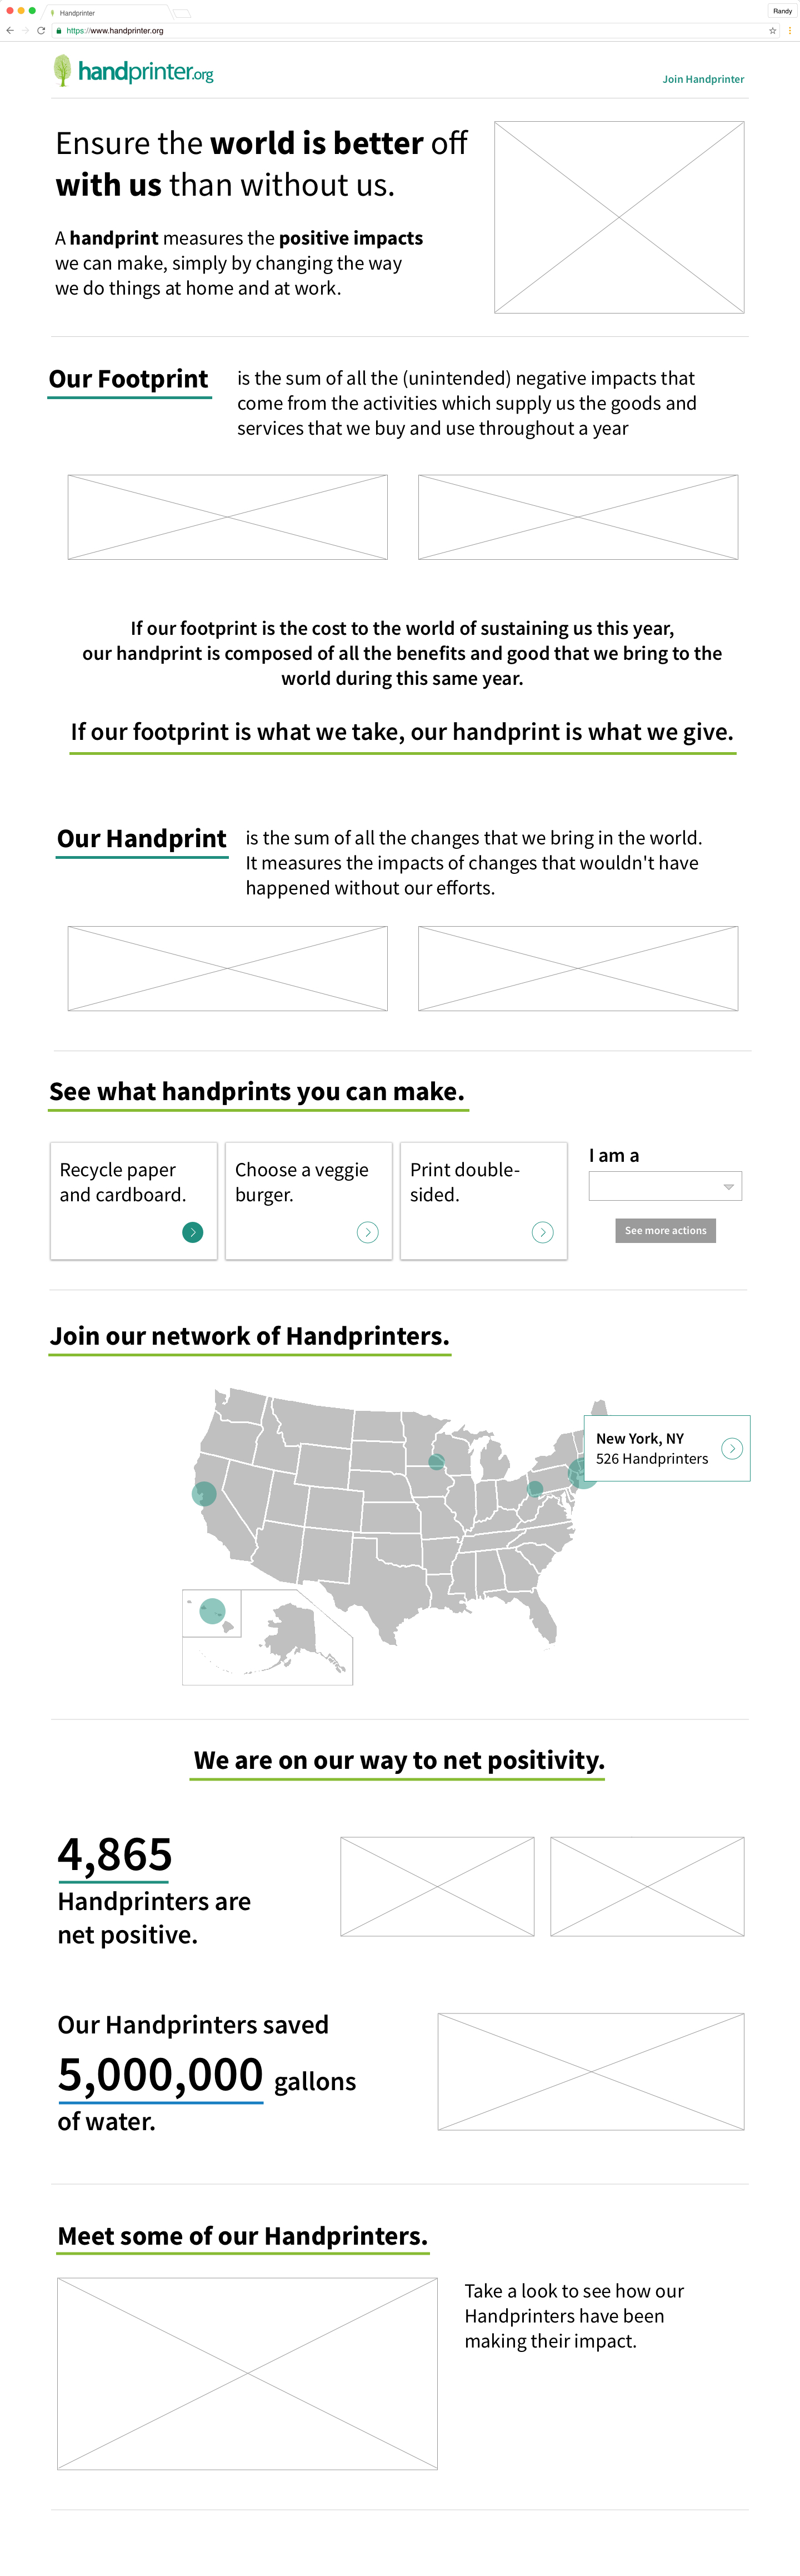 Handprinter
Randy
https://www.handprinter.org
handprinter.org
Join Handprinter
Ensure the world is better off
with us than without us.
A handprint measures the positive impacts
we can make, simply by changing the way
we do things at home and at work.
Our Footprint
is the sum of all the (unintended) negative impacts that
come from the activities which supply us the goods and
services that we buy and use throughout a year
If our footprint is the cost to the world of sustaining us this year,
our handprint is composed of all the benefits and good that we bring to the
world during this same year.
If our footprint is what we take, our handprint is what we give.
Our Handprint
is the sum of all the changes that we bring in the world.
It measures the impacts of changes that wouldn't have
happened without our efforts.
See what handprints you can make.
Recycle paper
and cardboard.
Choose a veggie
burger.
Print double-
sided.
I am a
See more actions
Join our network of Handprinters.
New York, NY
526 Handprinters
We are on our way to net positivity.
4,865
Handprinters are
net positive.
Our Handprinters saved
5,000,000 gallons
of water.
Meet some of our Handprinters.
Take a look to see how our
Handprinters have been
making their impact.